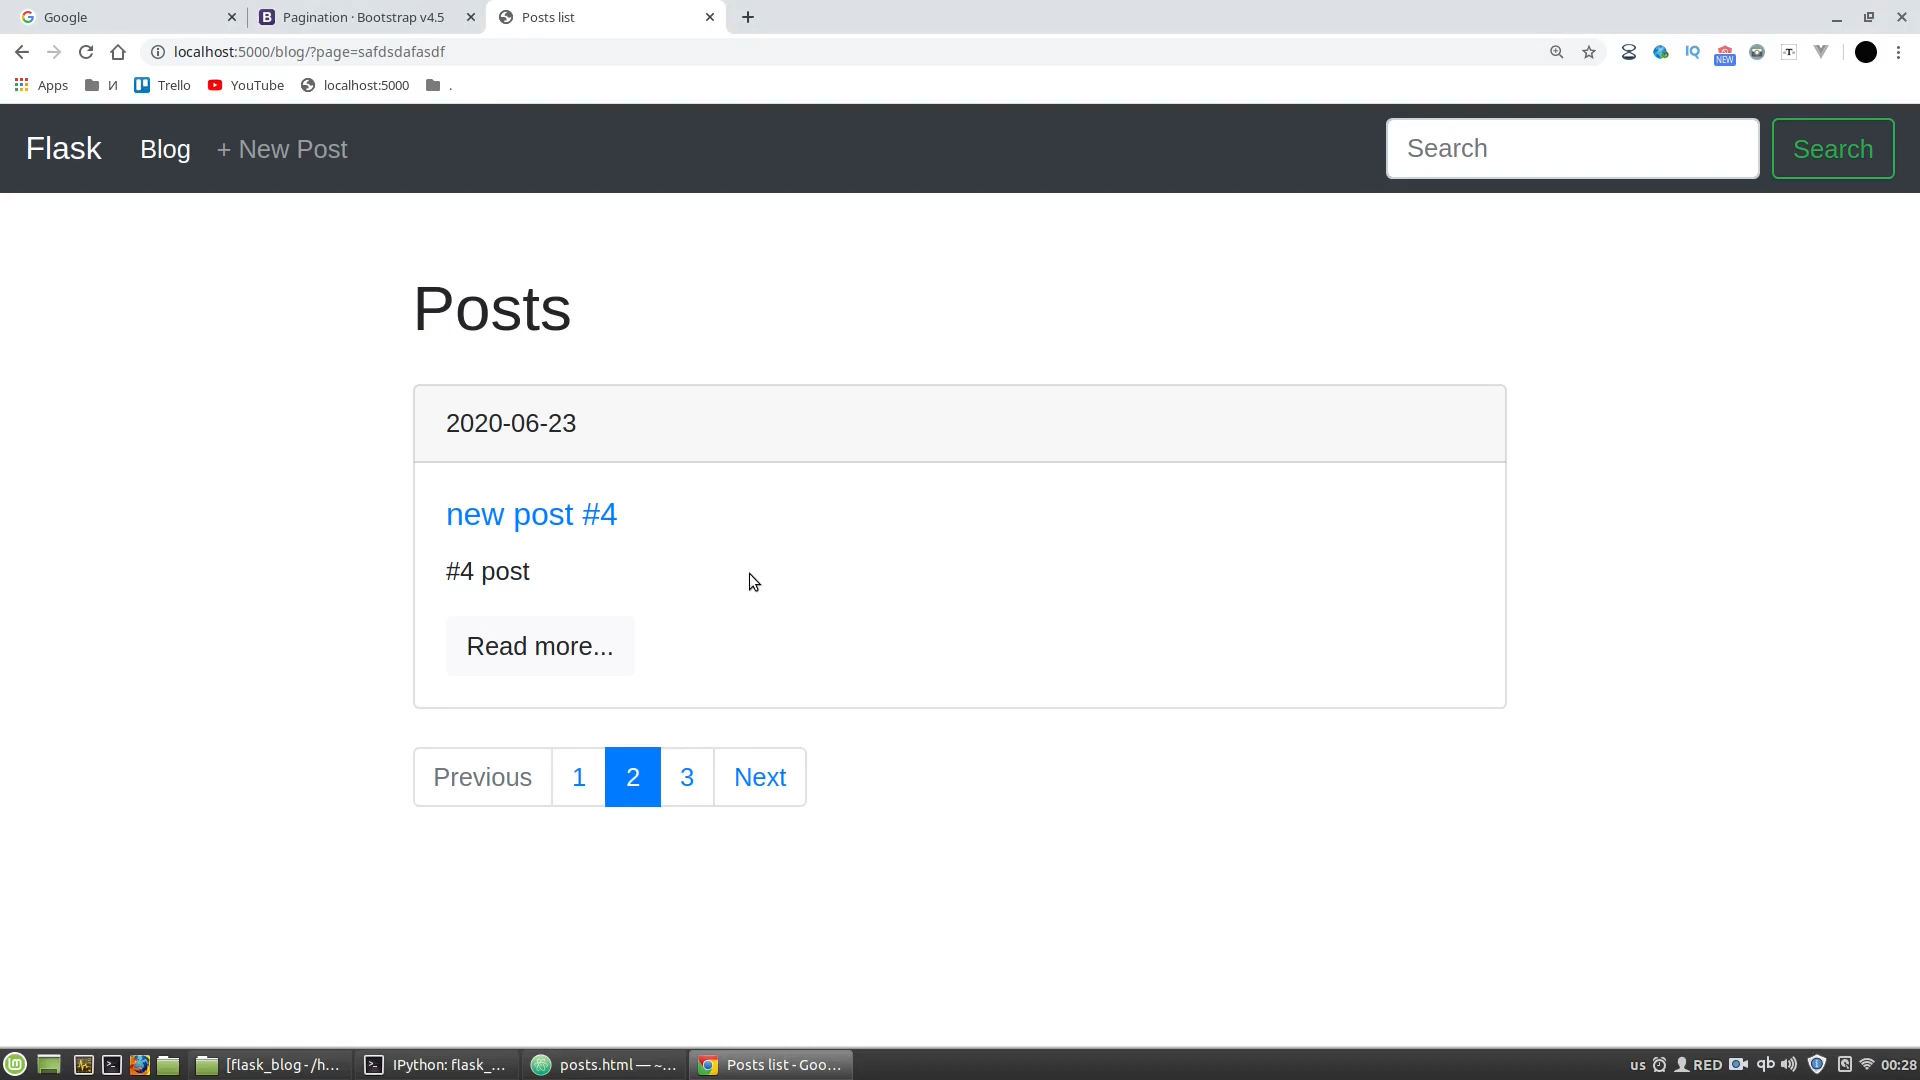 Google
Pagination · Bootstrap v4.5
Posts list
localhost:5000/blog/?page=safdsdafasdf
IQ
NEW
-T-
Apps
И
Trello
YouTube
localhost:5000
.
Flask
Blog
+ New Post
Search
Search
Posts
2020-06-23
new post #4
#4 post
Read more...
Previous 1 2 3 Next
[flask_blog - /h...
IPython: flask_...
posts.html — ~...
Posts list - Goo...
us
RED
qb
00:28